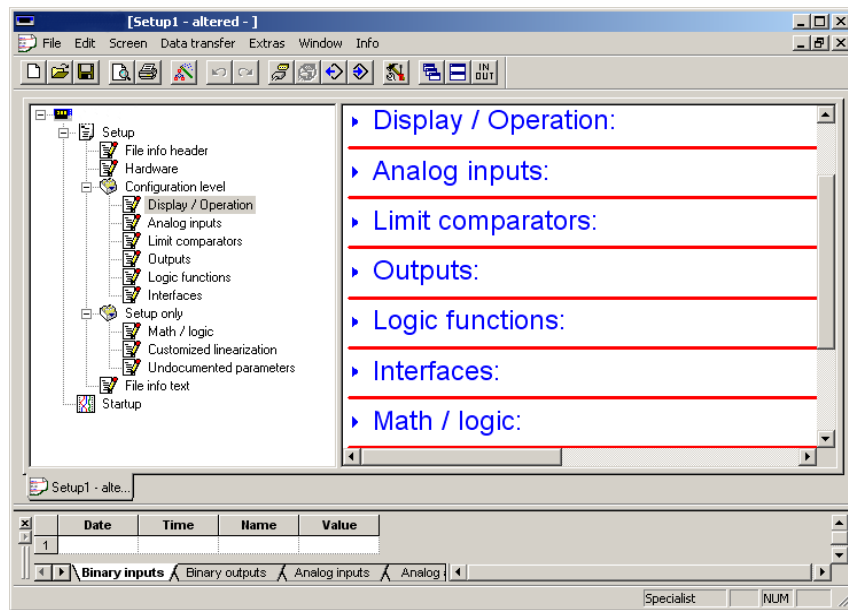 [Setup1 - altered - ]
File Edit Screen Data transfer Extras Window Info
IN
OUT
Setup
File info header
Hardware
Configuration level
Display / Operation
Analog inputs
Limit comparators
Outputs
Logic functions
Interfaces
Setup only
Math / logic
Customized linearization
Undocumented parameters
File info text
Startup
Display / Operation:
Analog inputs:
Limit comparators:
Outputs:
Logic functions:
Interfaces:
Math / logic:
Setup1 - alte...
Date Time Name Value
1
Binary inputs Binary outputs Analog inputs Analog
Specialist NUM